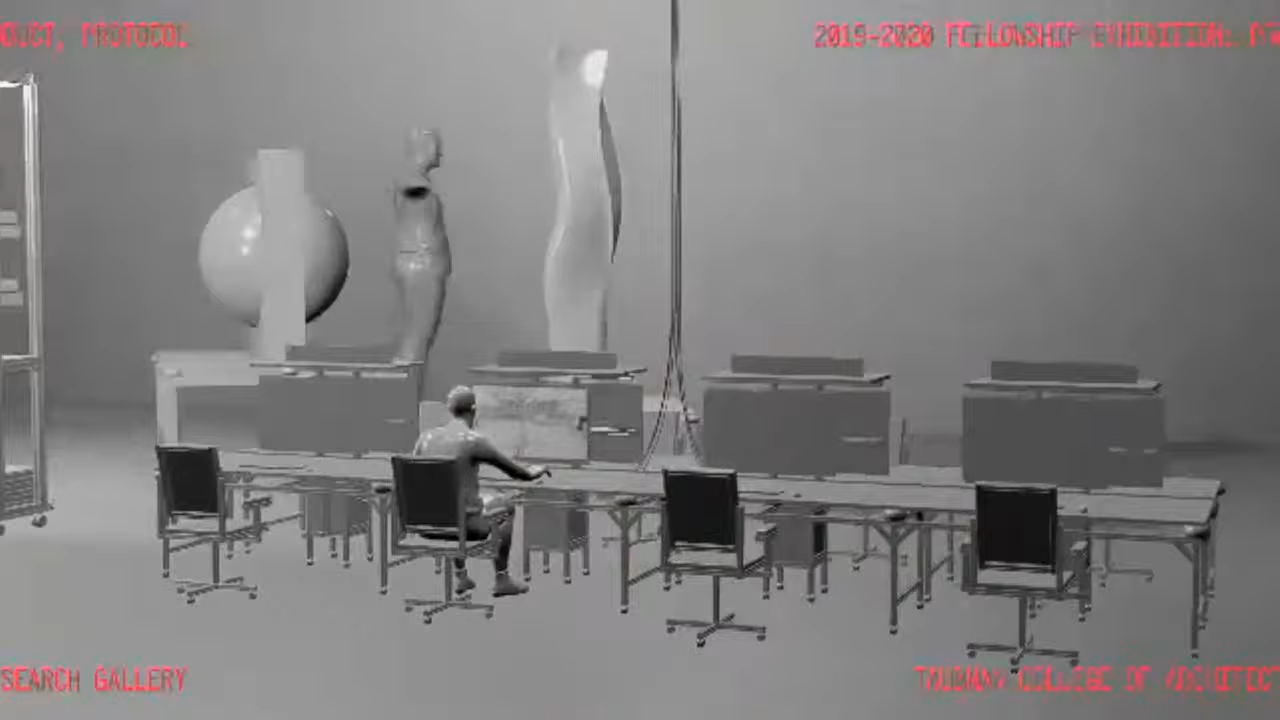 DUCT, PROTOCOL
2019-2020 FELLOWSHIP EXHIBITION:
SEARCH GALLERY
TAUBMAN COLLEGE OF ARCHITECT